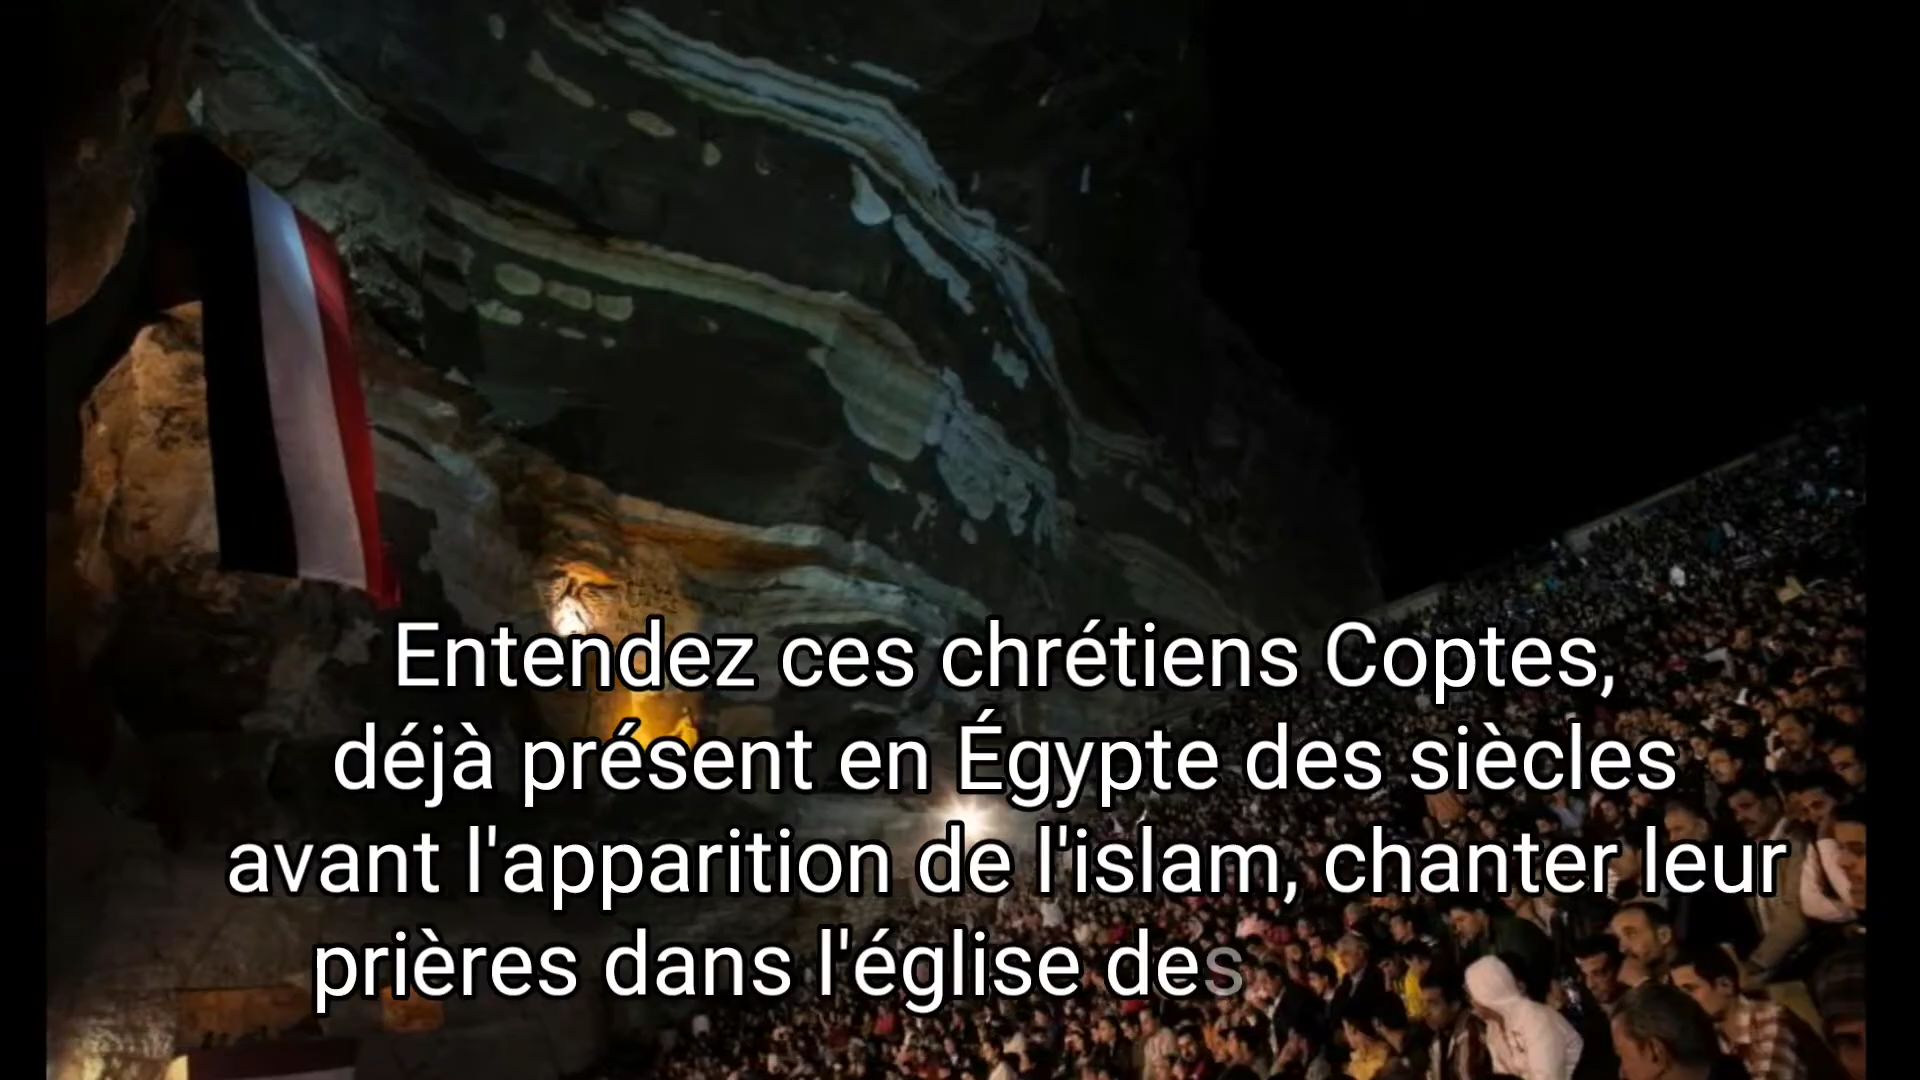 Entendez ces chrétiens Coptes,
déjà présent en Égypte des siècles
avant l'apparition de l'islam, chanter leur
prières dans l'église des